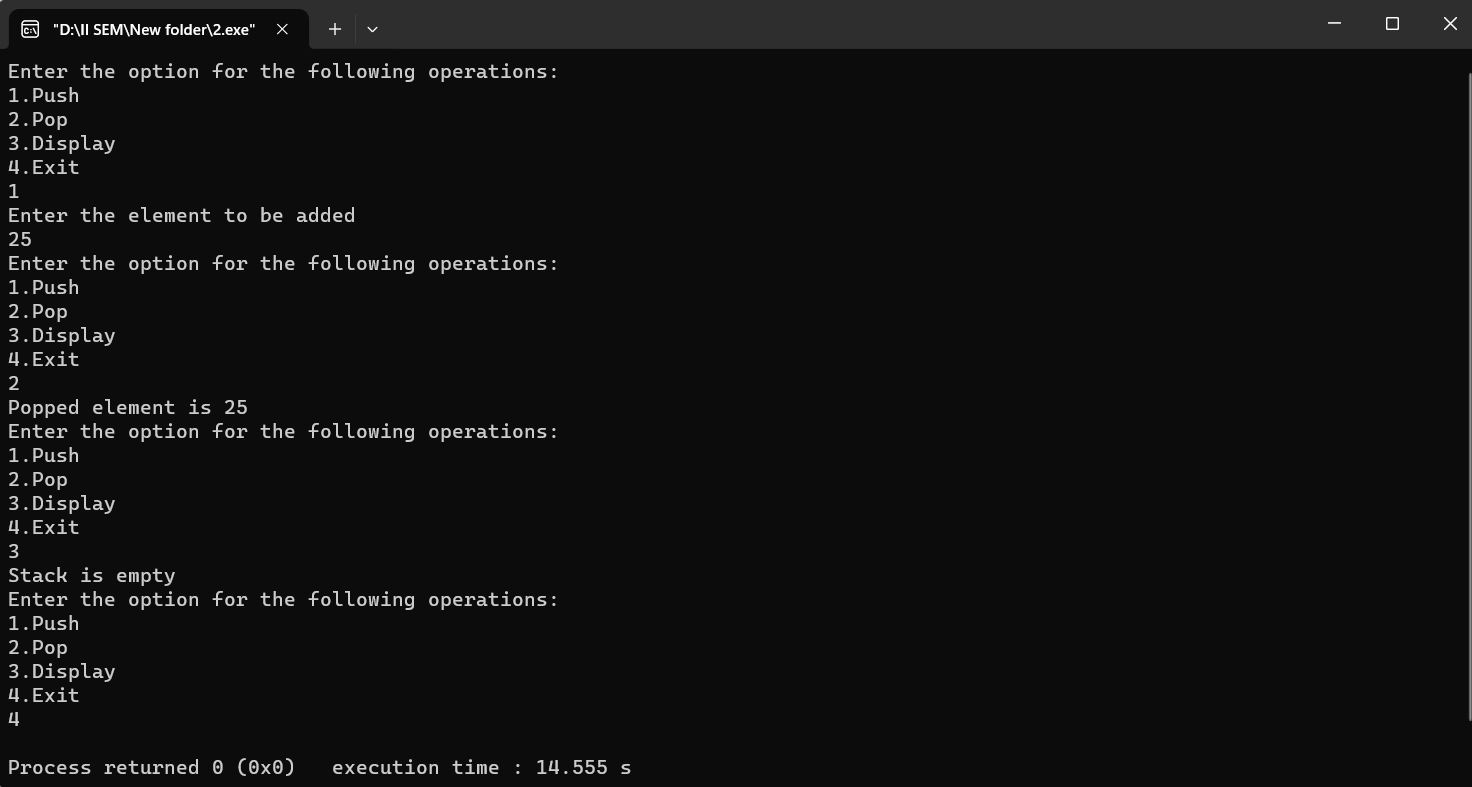 "D:\II SEM\New folder\2.exe"
Enter the option for the following operations:
1.Push
2.Pop
3.Display
4.Exit
1
Enter the element to be added
25
Enter the option for the following operations:
1.Push
2.Pop
3.Display
4.Exit
2
Popped element is 25
Enter the option for the following operations:
1.Push
2.Pop
3.Display
4.Exit
3
Stack is empty
Enter the option for the following operations:
1.Push
2.Pop
3.Display
4.Exit
4
Process returned 0 (0x0)   execution time : 14.555 s